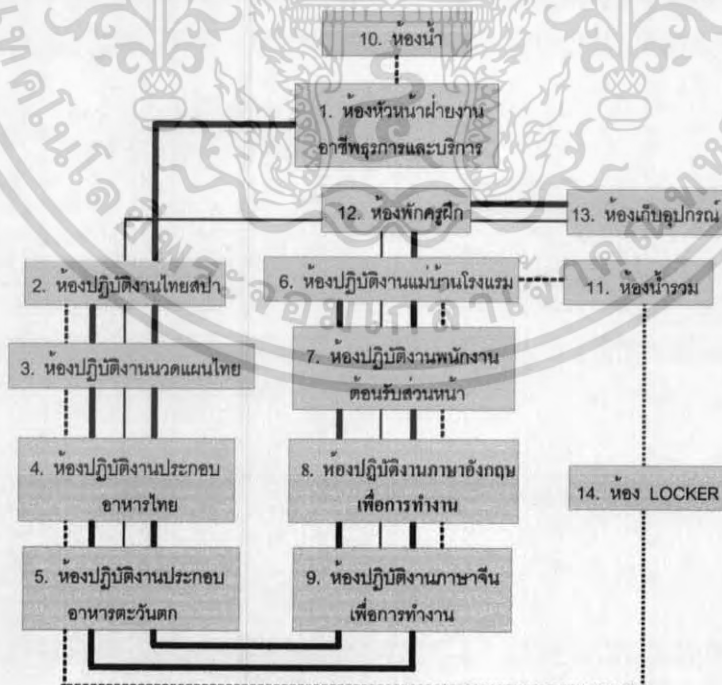 10. ห้องน้ำ
1. ห้องหัวหน้าฝ่ายงาน
อาชีพธุรการและบริการ
12. ห้องพักครูฝึก
13. ห้องเก็บอุปกรณ์
2. ห้องปฏิบัติงานไทยสปา
6. ห้องปฏิบัติงานแม่บ้านโรงแรม
11. ห้องน้ำรวม
3. ห้องปฏิบัติงานนวดแผนไทย
7. ห้องปฏิบัติงานพนักงาน
ต้อนรับส่วนหน้า
4. ห้องปฏิบัติงานประกอบ
อาหารไทย
8. ห้องปฏิบัติงานภาษาอังกฤษ
เพื่อการทำงาน
14. ห้อง LOCKER
5. ห้องปฏิบัติงานประกอบ
อาหารตะวันตก
9. ห้องปฏิบัติงานภาษาจีน
เพื่อการทำงาน